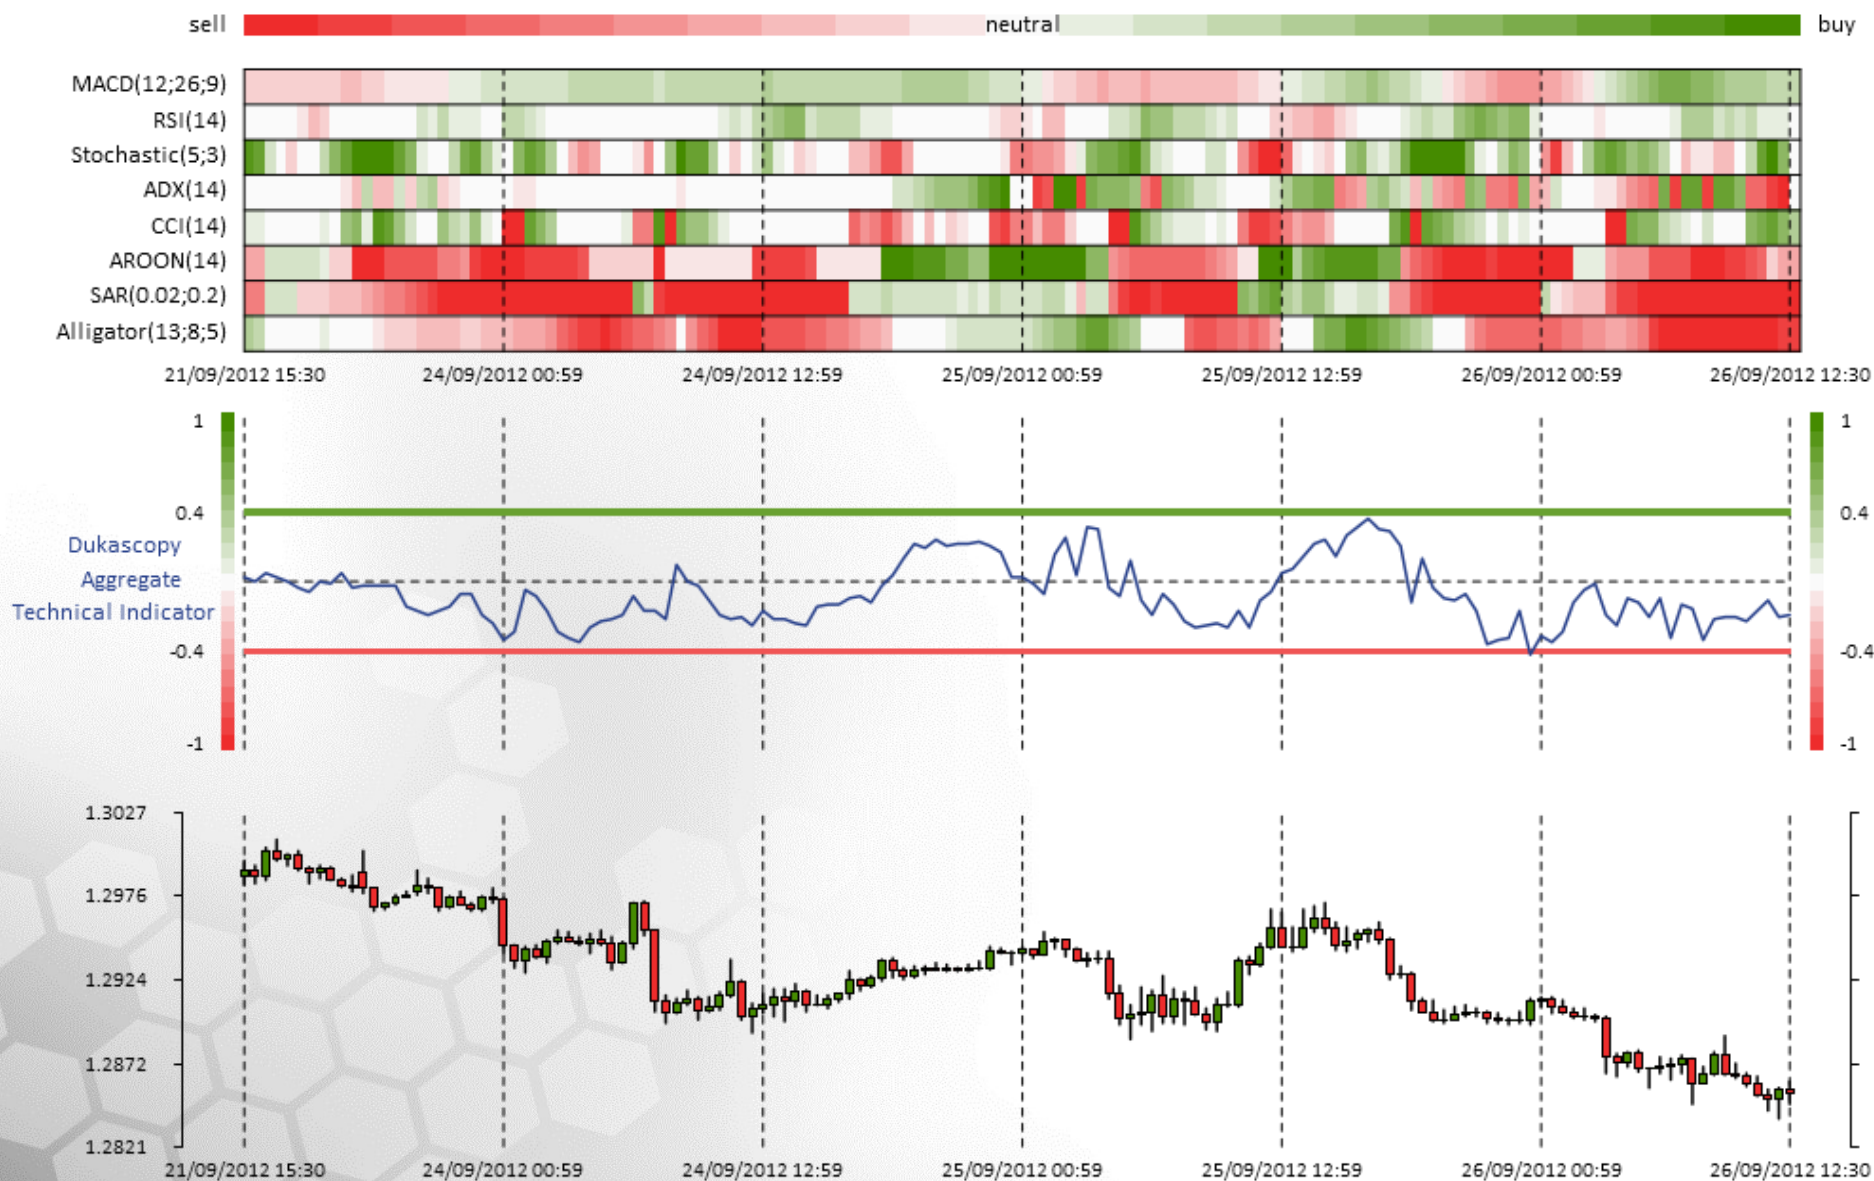 sell neutral buy
MACD(12;26;9)
RSI(14)
Stochastic(5;3)
ADX(14)
CCI(14)
AROON(14)
SAR(0.02;0.2)
Alligator(13,8,5)
21/09/2012 15:30 24/09/2012 00:59 24/09/2012 12:59 25/09/2012 00:59 25/09/2012 12:59 26/09/2012 00:59 26/09/2012 12:30
1 1
0.4 0.4
Dukascopy
Aggregate
Technical Indicator
-0.4 -0.4
-1 -1
1.3027
1.2976
1.2924
1.2872
1.2821
21/09/2012 15:30 24/09/2012 00:59 24/09/2012 12:59 25/09/2012 00:59 25/09/2012 12:59 26/09/2012 00:59 26/09/2012 12:30